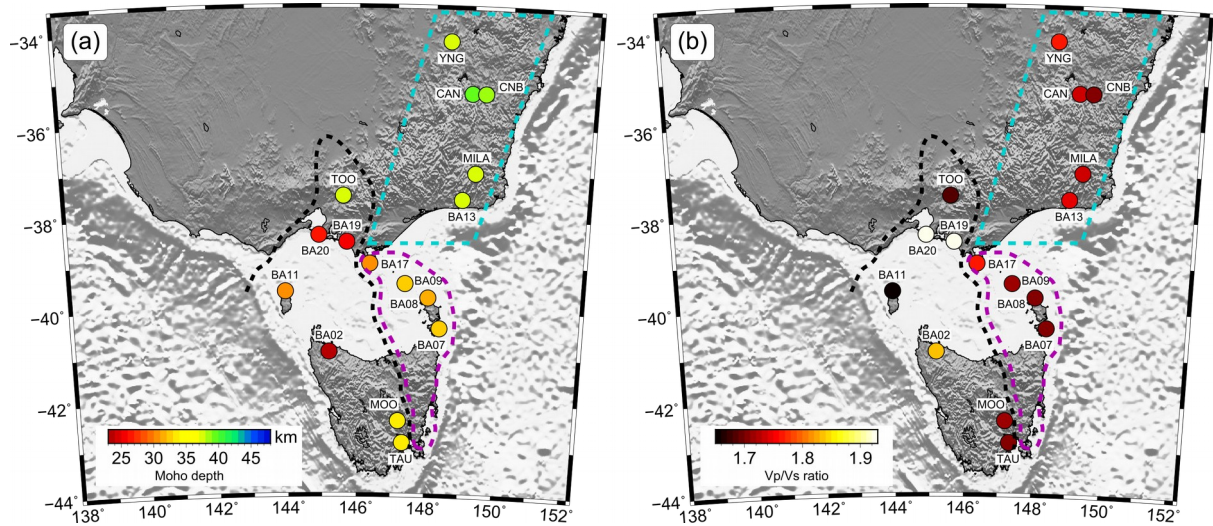 (a)
−34˚
−36˚
−38˚
−40˚
−42˚
−44˚
138˚ 140˚ 142˚ 144˚ 146˚ 148˚ 150˚ 152˚
YNG
CAN CNB
MILA
TOO
BA13
BA19
BA20
BA17
BA11
BA09
BA08
BA02
BA07
MOO
TAU
25 30 35 40 45 km
Moho depth
(b)
−34˚
−36˚
−38˚
−40˚
−42˚
−44˚
138˚ 140˚ 142˚ 144˚ 146˚ 148˚ 150˚ 152˚
YNG
CAN CNB
MILA
TOO
BA13
BA19
BA20
BA17
BA11
BA09
BA08
BA02
BA07
MOO
TAU
1.7 1.8 1.9
Vp/Vs ratio